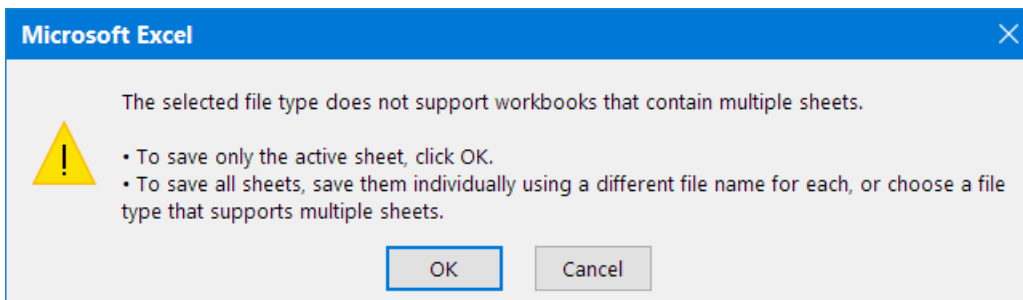 Microsoft Excel
The selected file type does not support workbooks that contain multiple sheets.
• To save only the active sheet, click OK.
• To save all sheets, save them individually using a different file name for each, or choose a file
type that supports multiple sheets.
OK
Cancel